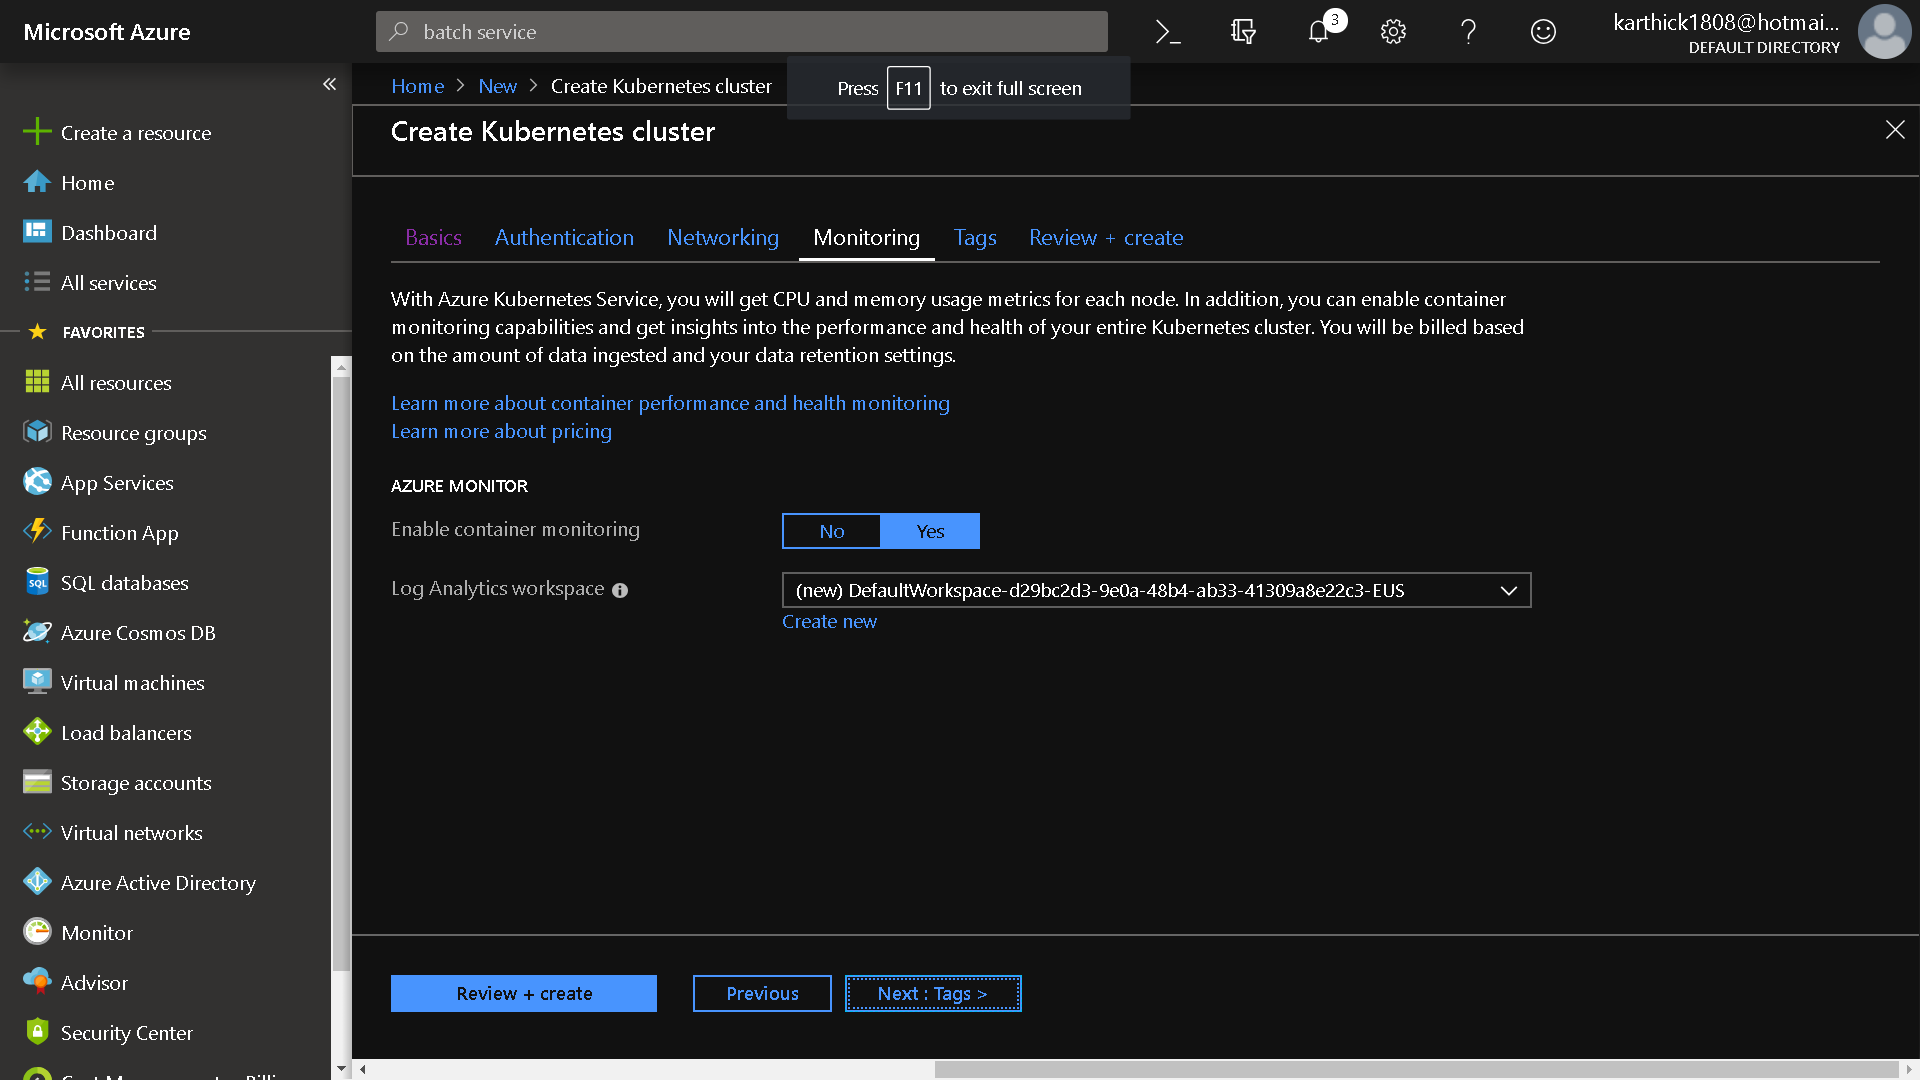 Microsoft Azure
batch service
3
karthick1808@hotmai...
DEFAULT DIRECTORY
Home > New > Create Kubernetes cluster
Press F11 to exit full screen
Create Kubernetes cluster
Create a resource
Home
Dashboard
All services
FAVORITES
All resources
Resource groups
App Services
Function App
SQL
SQL databases
Azure Cosmos DB
Virtual machines
Load balancers
Storage accounts
Virtual networks
Azure Active Directory
Monitor
Advisor
Security Center
Basics
Authentication
Networking
Monitoring
Tags
Review + create
With Azure Kubernetes Service, you will get CPU and memory usage metrics for each node. In addition, you can enable container
monitoring capabilities and get insights into the performance and health of your entire Kubernetes cluster. You will be billed based
on the amount of data ingested and your data retention settings.
Learn more about container performance and health monitoring
Learn more about pricing
AZURE MONITOR
Enable container monitoring
No
Yes
Log Analytics workspace
(new) DefaultWorkspace-d29bc2d3-9e0a-48b4-ab33-41309a8e22c3-EUS
Create new
Review + create
Previous
Next : Tags >